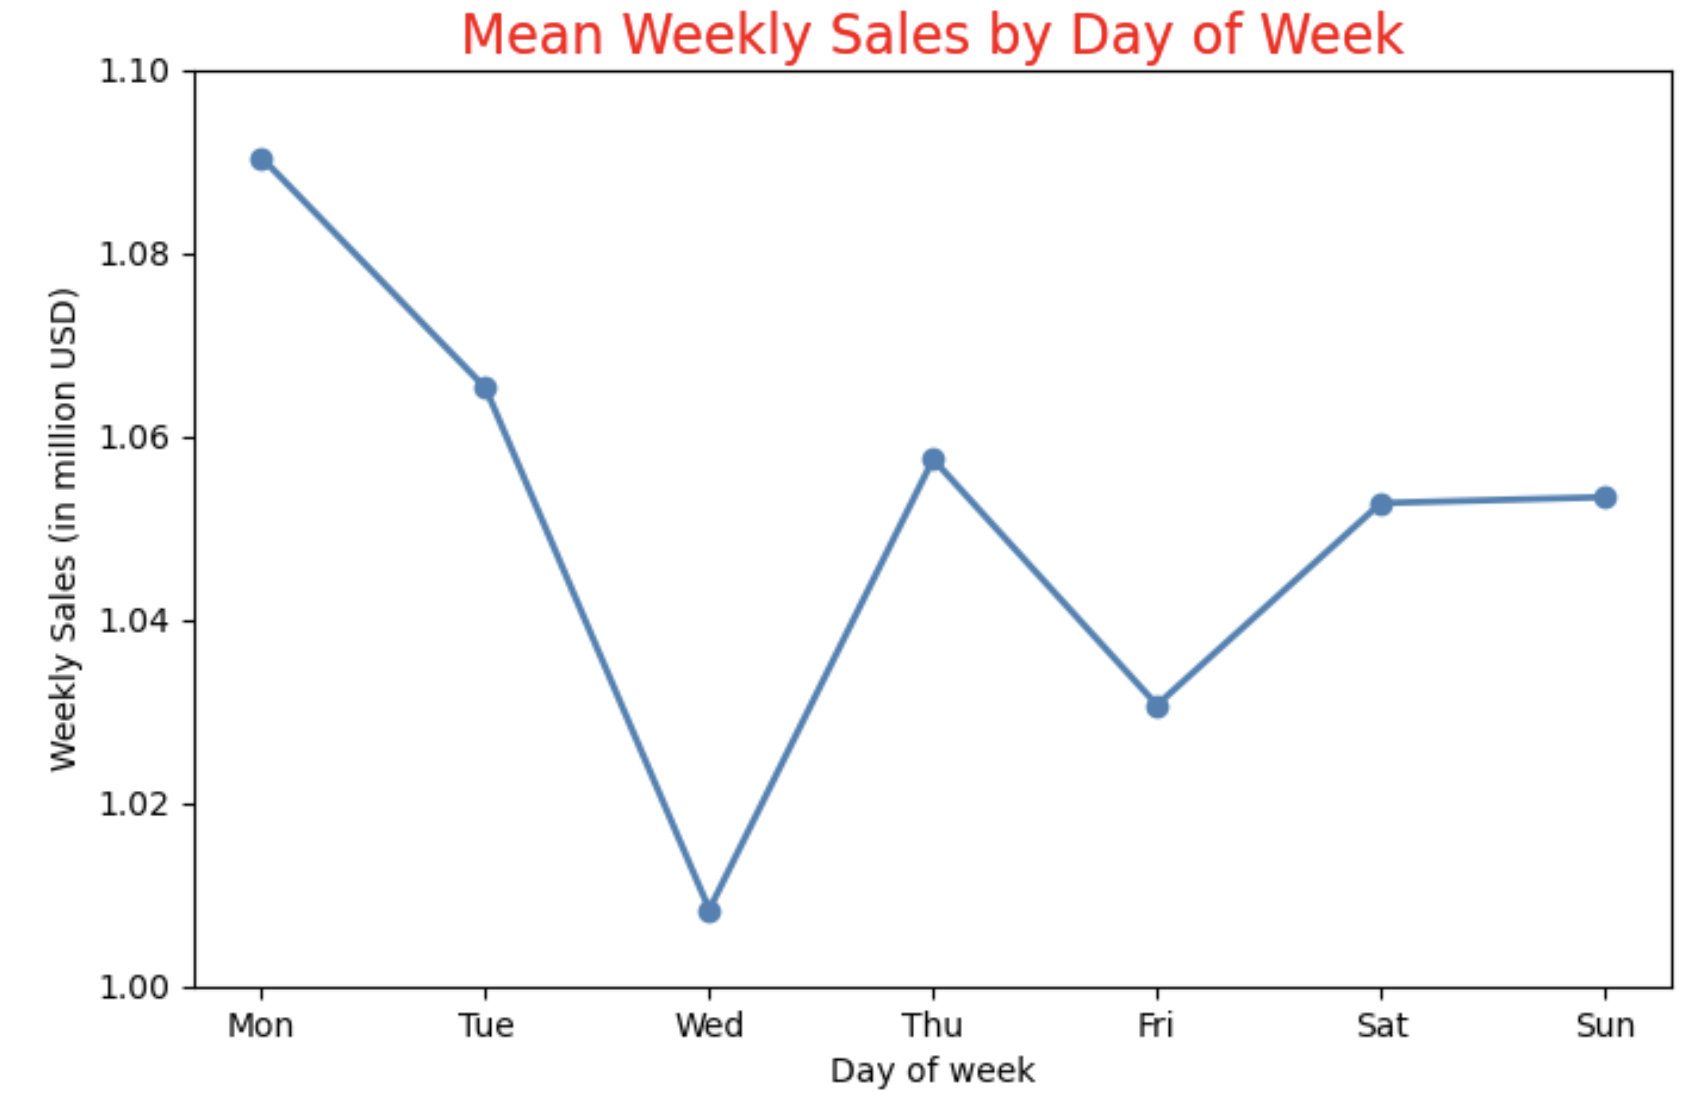 Mean Weekly Sales by Day of Week
Weekly Sales (in million USD)
1.10
1.08
1.06
1.04
1.02
1.00
Mon Tue Wed Thu Fri Sat Sun
Day of week